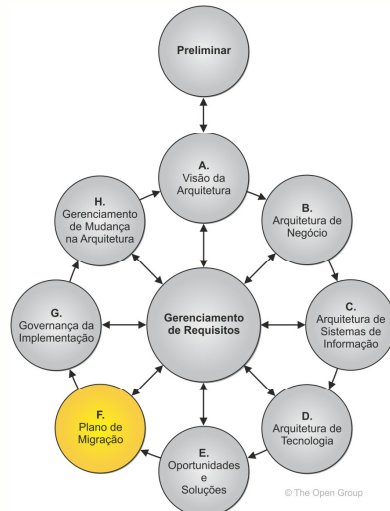 Preliminar
A.
Visão da
Arquitetura
H.
Gerenciamento
de Mudança
na Arquitetura
B.
Arquitetura de
Negócio
G.
Governança da
Implementação
Gerenciamento
de Requisitos
C.
Arquitetura de
Sistemas de
Informação
F.
Plano de
Migração
D.
Arquitetura de
Tecnologia
E.
Oportunidades
e
Soluções
© The Open Group